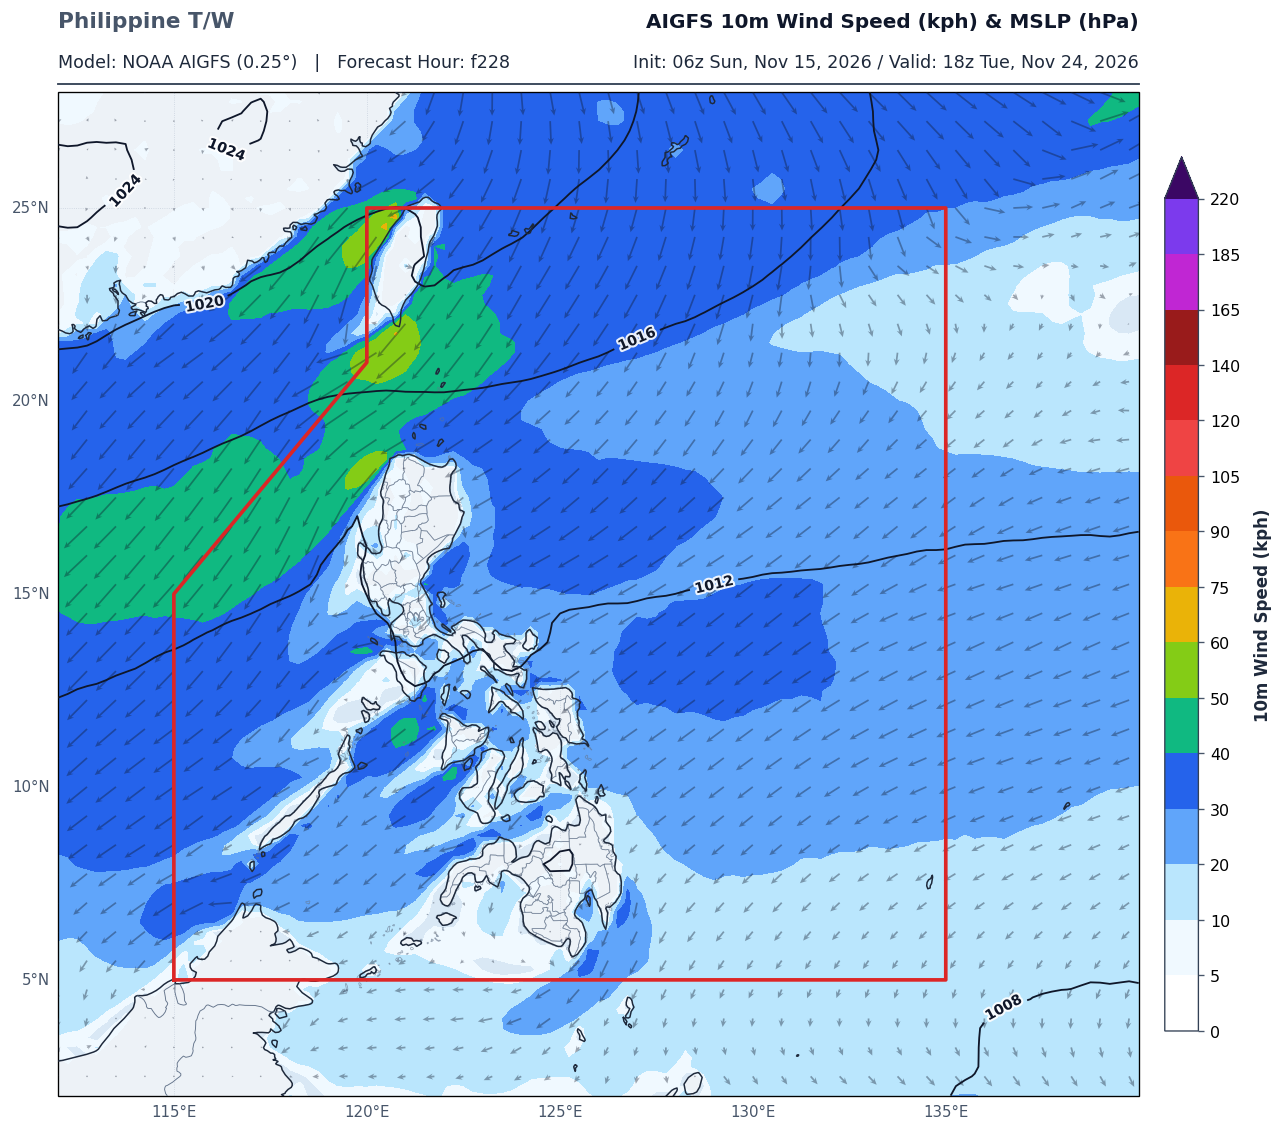 Philippine T/W
AIGFS 10m Wind Speed (kph) & MSLP (hPa)
Model: NOAA AIGFS (0.25°)   |   Forecast Hour: f228
Init: 06z Sun, Nov 15, 2026 / Valid: 18z Tue, Nov 24, 2026
1024
1024
1020
1016
1012
1008
25°N
20°N
15°N
10°N
5°N
115°E
120°E
125°E
130°E
135°E
220
185
165
140
120
105
90
75
60
50
40
30
20
10
5
0
10m Wind Speed (kph)